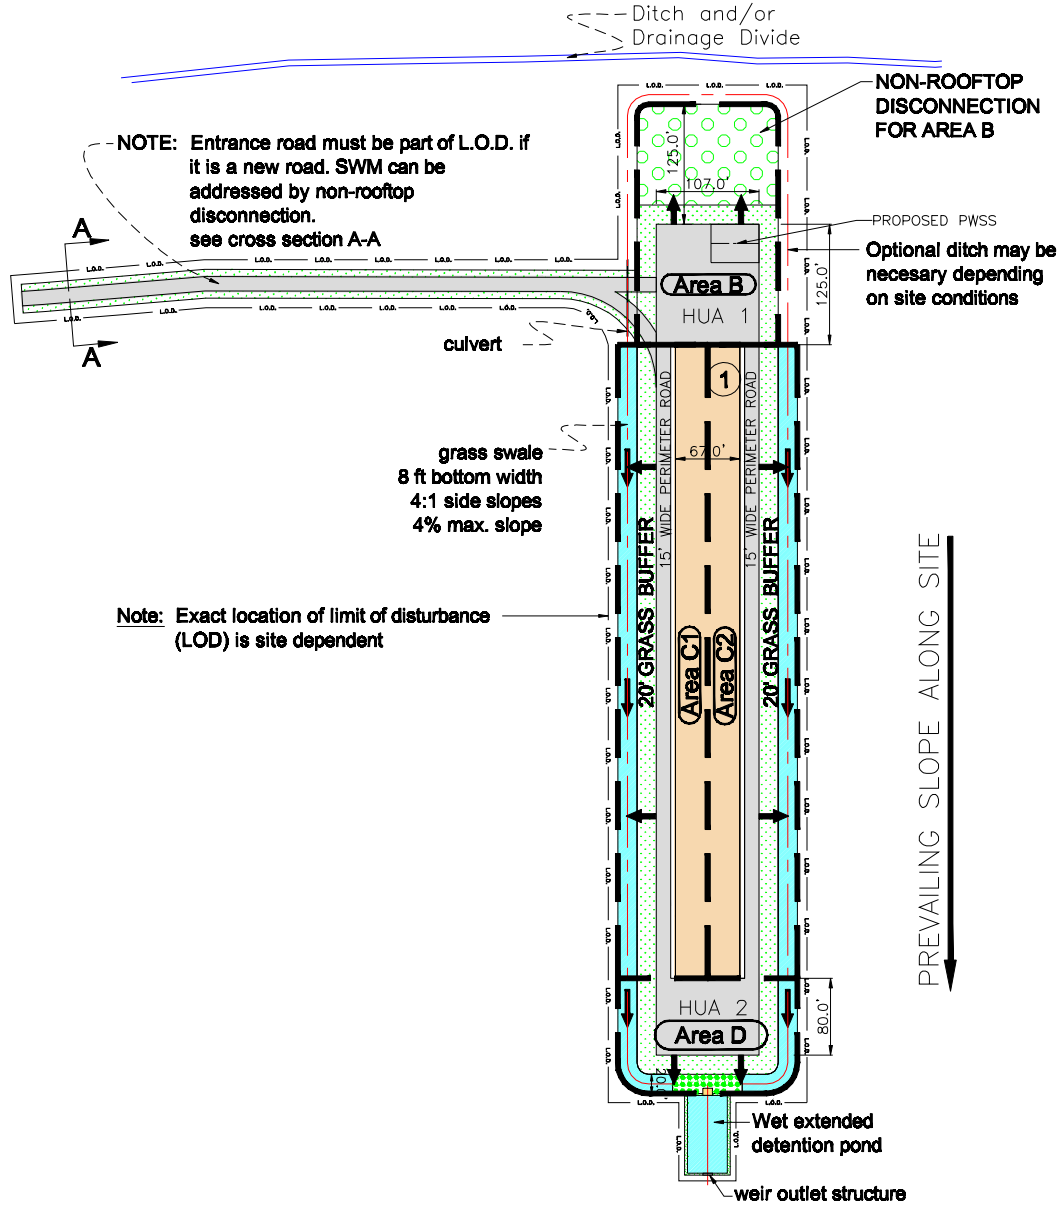 Ditch and/or
Drainage Divide
NON-ROOFTOP
DISCONNECTION
FOR AREA B
NOTE: Entrance road must be part of L.O.D. if
it is a new road. SWM can be
addressed by non-rooftop
disconnection.
see cross section A-A
L.O.D.
L.O.D.
125.0'
107.0'
PROPOSED PWSS
Optional ditch may be
necesary depending
on site conditions
125.0'
A
A
L.O.D.
L.O.D.
L.O.D.
L.O.D.
L.O.D.
L.O.D.
L.O.D.
L.O.D.
L.O.D.
L.O.D.
L.O.D.
Area B
HUA 1
culvert
1
15' WIDE PERIMETER ROAD
15' WIDE PERIMETER ROAD
67.0'
grass swale
8 ft bottom width
4:1 side slopes
4% max. slope
20' GRASS BUFFER
20' GRASS BUFFER
Note: Exact location of limit of disturbance
(LOD) is site dependent
Area C1
Area C2
PREVAILING SLOPE ALONG SITE
HUA 2
Area D
80.0'
20.0'
L.O.D.
L.O.D.
L.O.D.
L.O.D.
Wet extended
detention pond
weir outlet structure